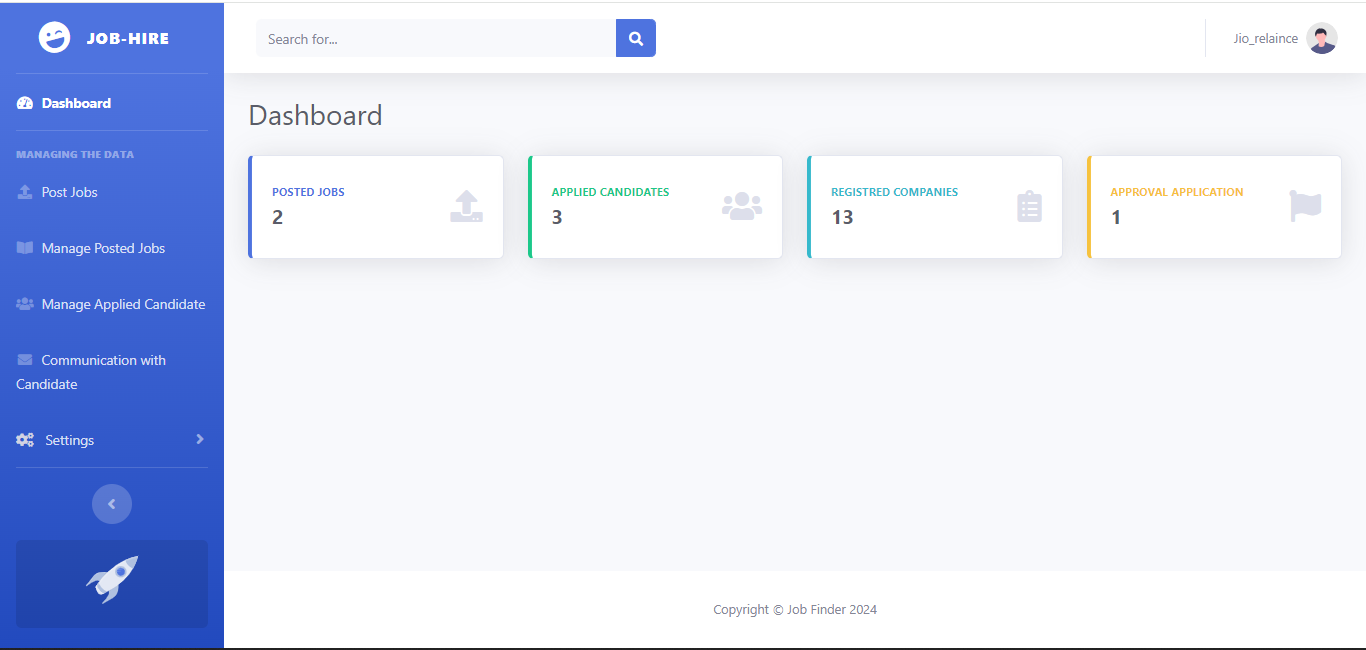 JOB-HIRE
Search for...
Jio_relaince
Dashboard
MANAGING THE DATA
Post Jobs
Manage Posted Jobs
Manage Applied Candidate
Communication with
Candidate
Settings
Dashboard
POSTED JOBS
2
APPLIED CANDIDATES
3
REGISTRED COMPANIES
13
APPROVAL APPLICATION
1
Copyright © Job Finder 2024